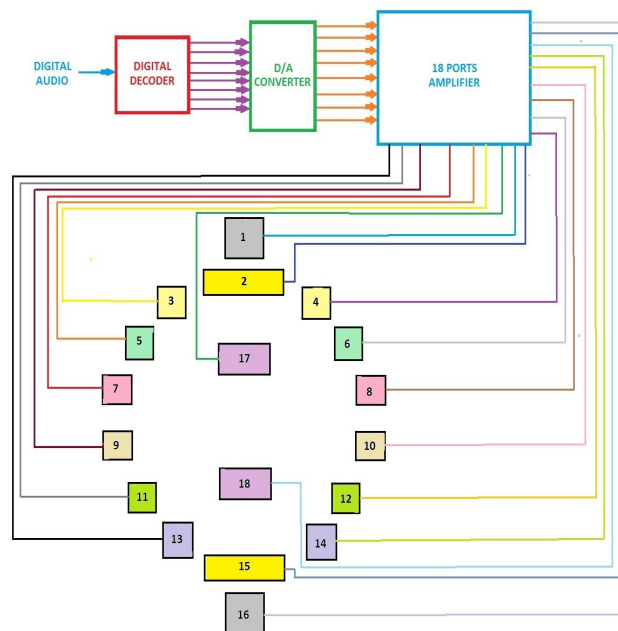 DIGITAL
AUDIO
DIGITAL
DECODER
D/A
CONVERTER
18 PORTS
AMPLIFIER
1
2
3
4
5
6
17
7
8
9
10
18
11
12
13
14
15
16